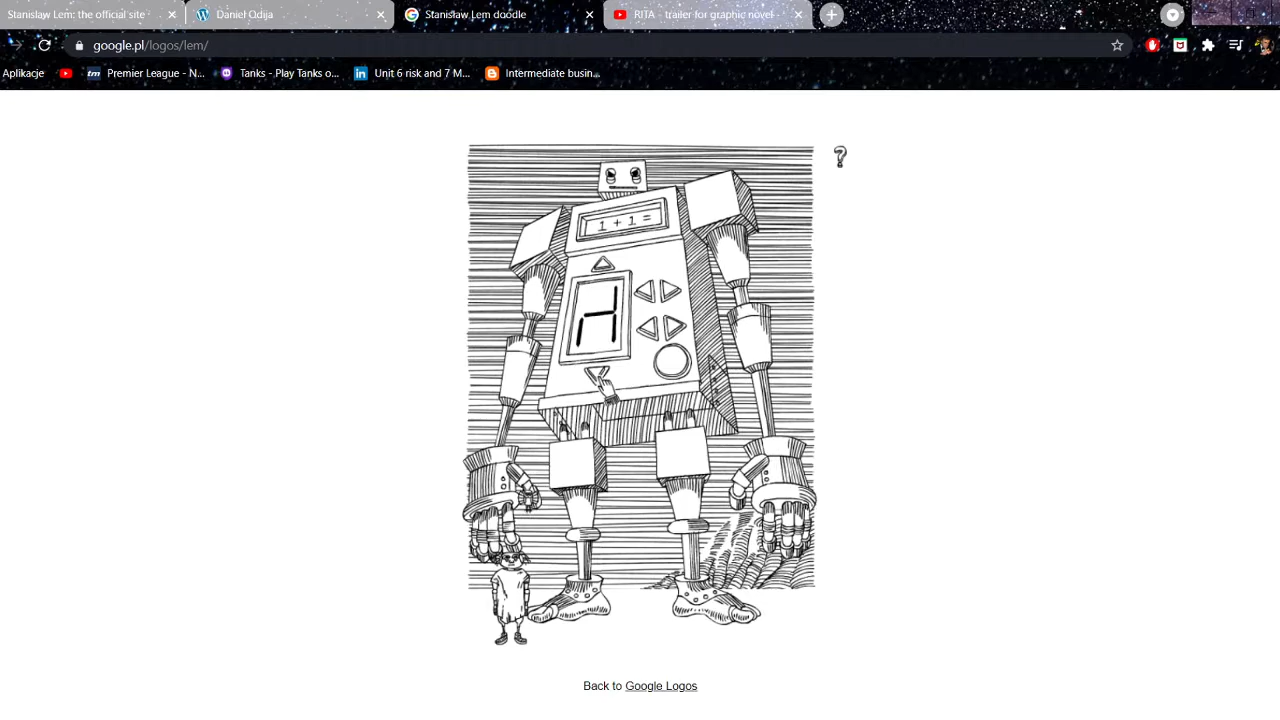 Stanislaw Lem: the official site -
Daniel Odija
Stanisław Lem doodle
RITA - trailer for graphic novel -
google.pl/logos/lem/
Aplikacje
Premier League - N...
Tanks - Play Tanks o...
Unit 6 risk and 7 M...
Intermediate busin...
?
1 + 1 =
Back to Google Logos